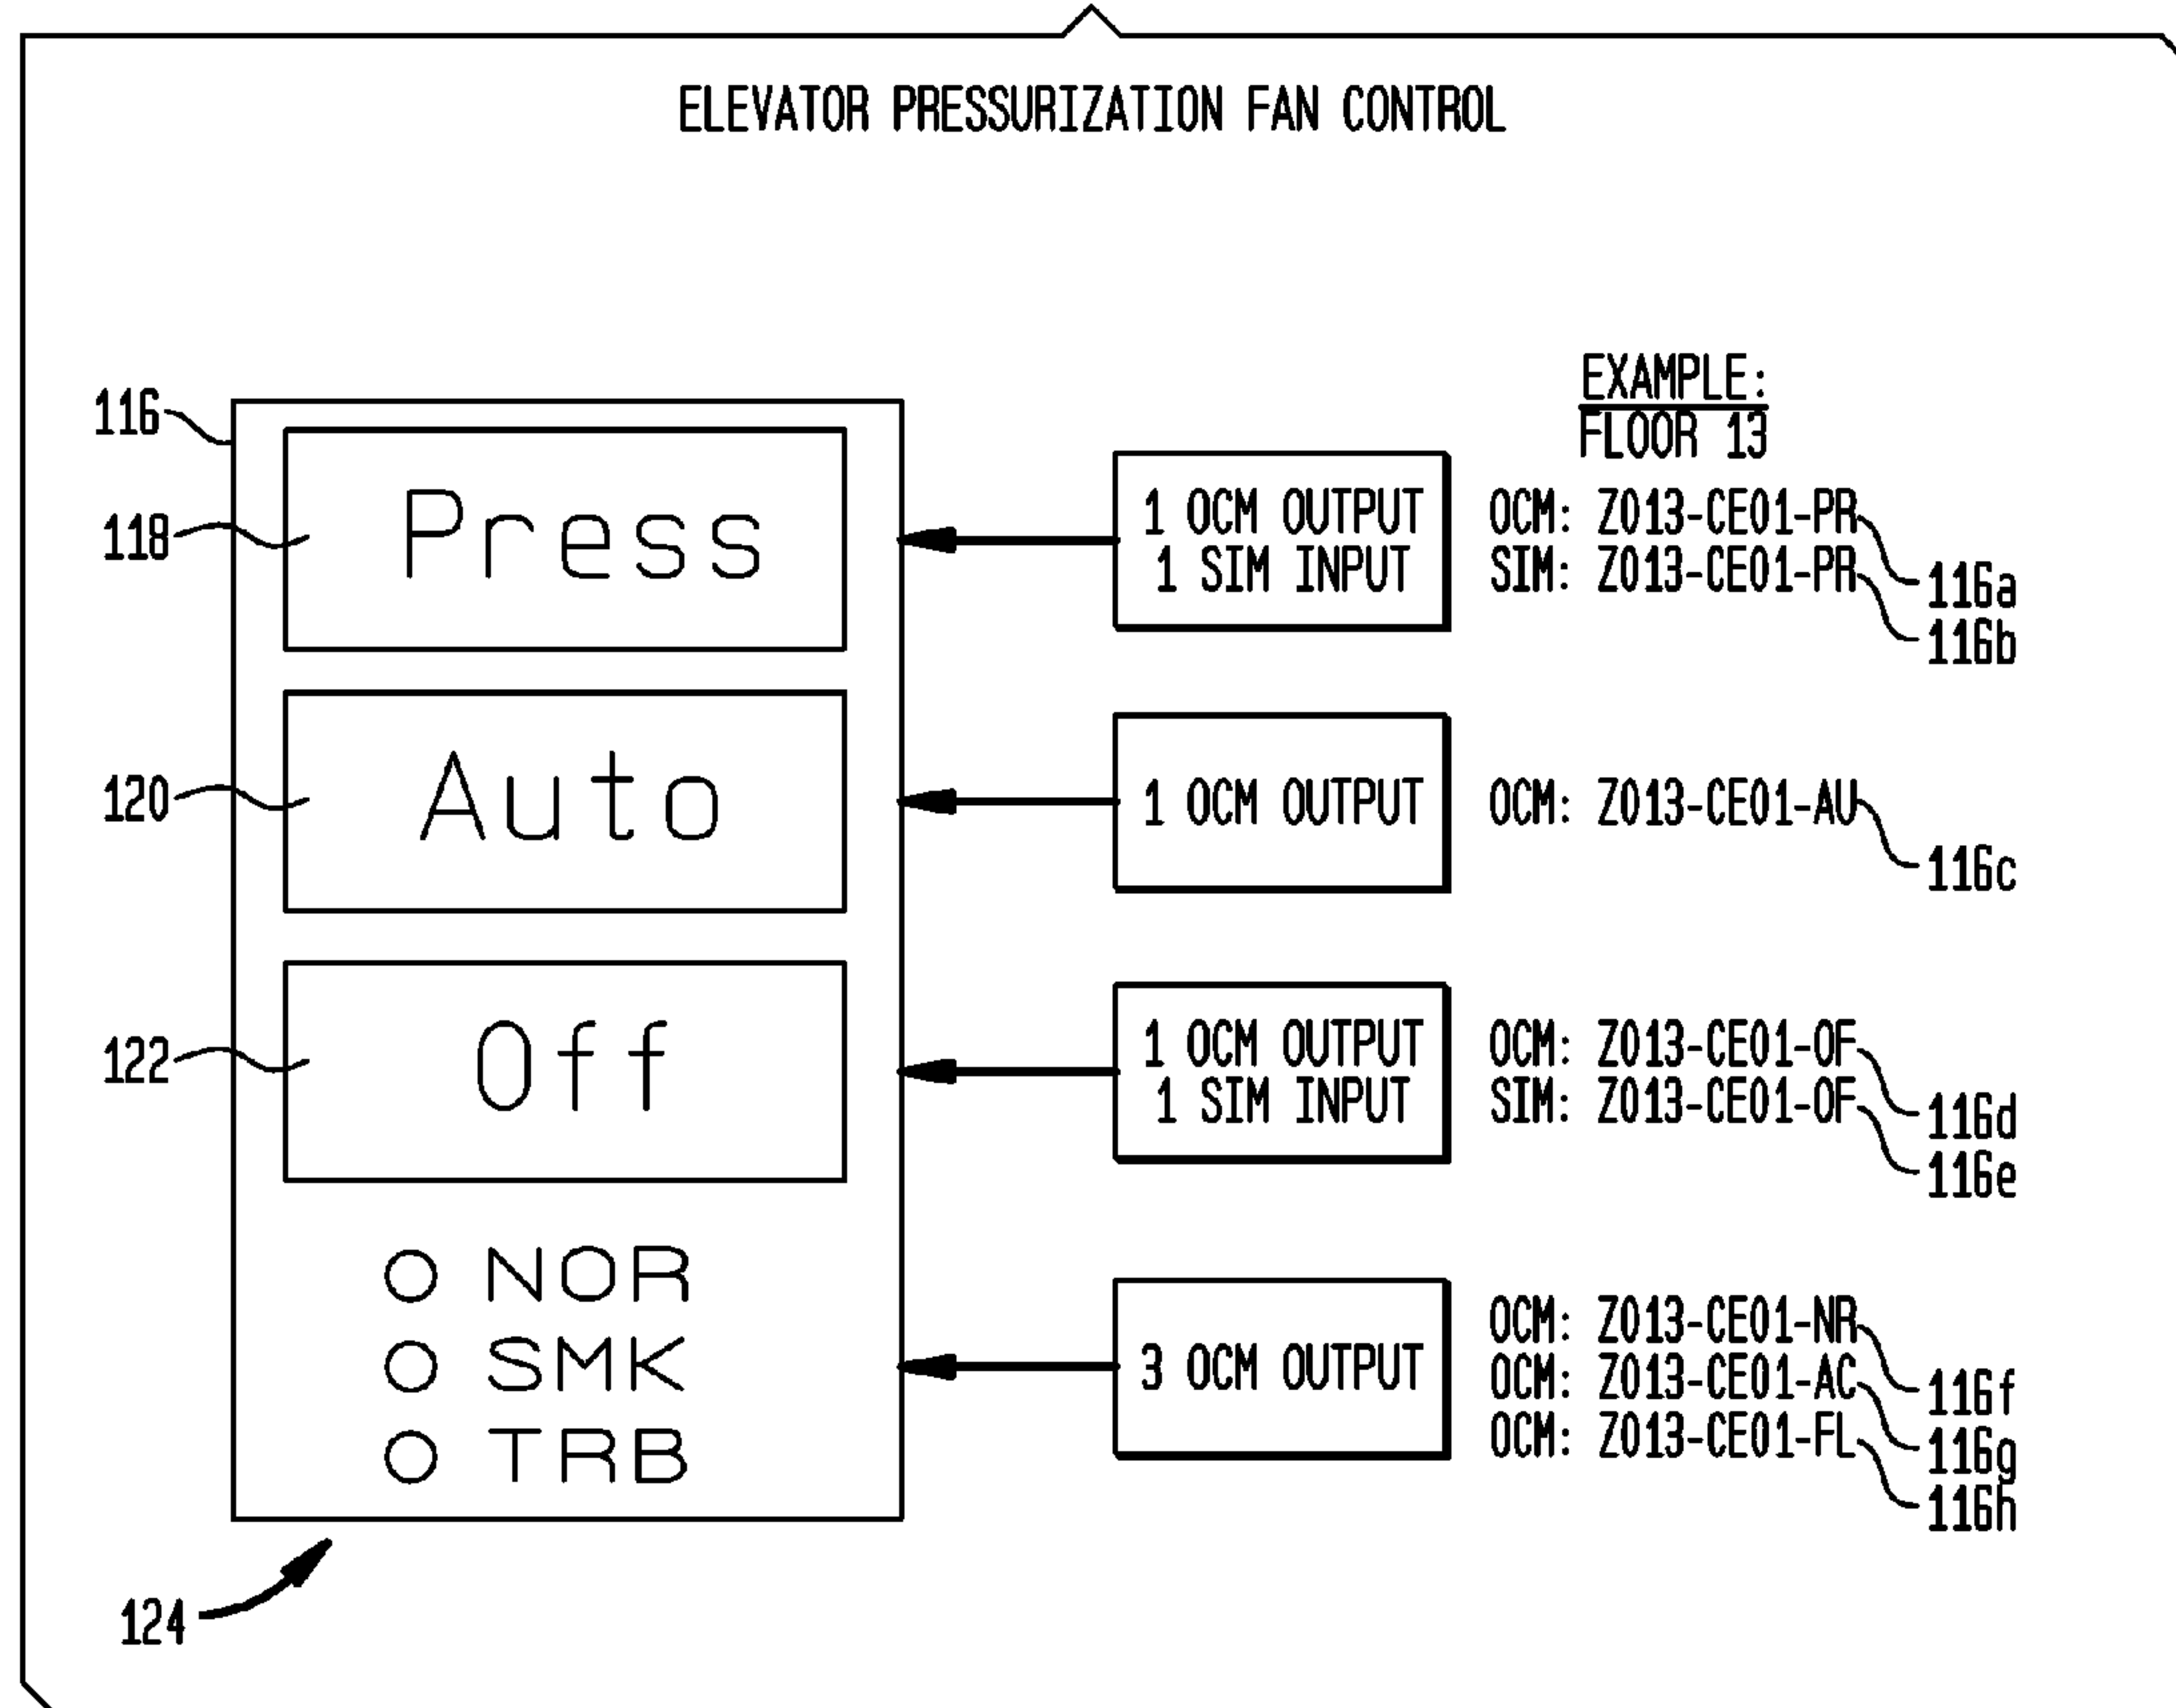 ELEVATOR PRESSURIZATION FAN CONTROL
EXAMPLE:
FLOOR 13
116
118
Press
1 OCM OUTPUT
1 SIM INPUT
OCM: Z013-CE01-PR
SIM: Z013-CE01-PR
116a
116b
120
Auto
1 OCM OUTPUT
OCM: Z013-CE01-AU
116c
122
Off
1 OCM OUTPUT
1 SIM INPUT
OCM: Z013-CE01-OF
SIM: Z013-CE01-OF
116d
116e
NOR
SMK
TRB
3 OCM OUTPUT
OCM: Z013-CE01-NR
OCM: Z013-CE01-AC
OCM: Z013-CE01-FL
116f
116g
116h
124